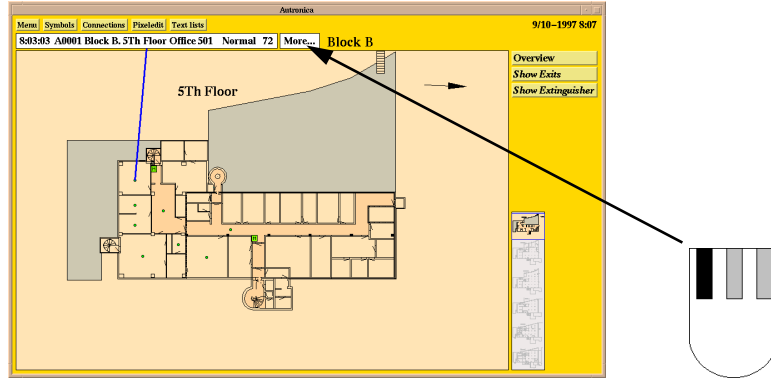 Autronica
Menu Symbols Connections Pixeledit Text lists 9/10-1997 8:07
8:03:03 A0001 Block B. 5Th Floor Office 501 Normal 72 More... Block B
Overview
Show Exits
Show Extinguisher
5Th Floor